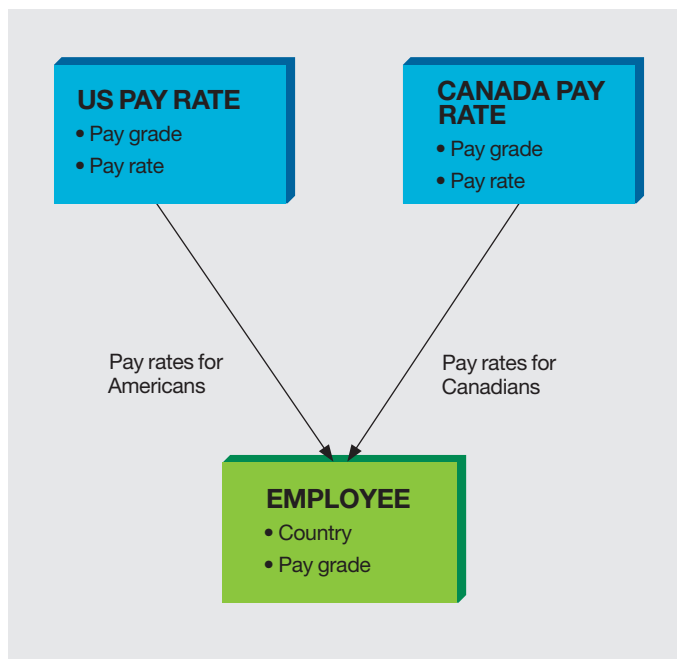 US PAY RATE
• Pay grade
• Pay rate
CANADA PAY
RATE
• Pay grade
• Pay rate
Pay rates for
Americans
Pay rates for
Canadians
EMPLOYEE
• Country
• Pay grade